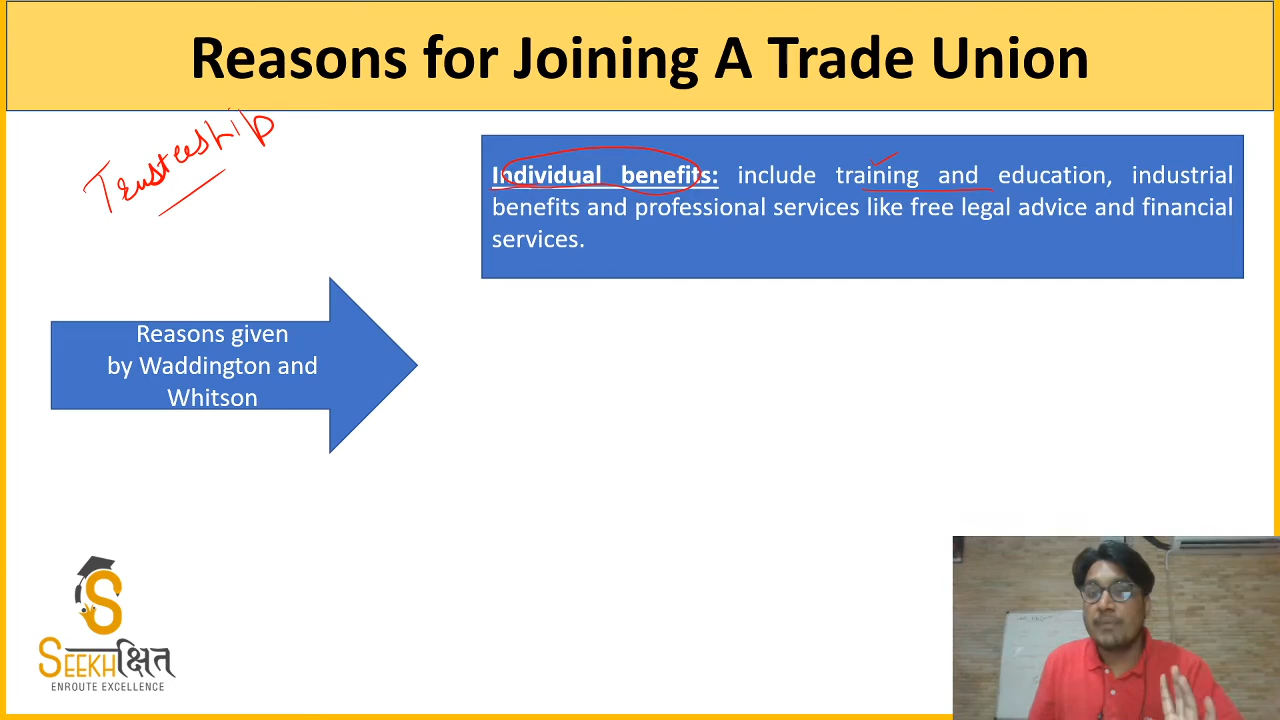 Reasons for Joining A Trade Union
Trusteeship
Individual benefits: include training and education, industrial
benefits and professional services like free legal advice and financial
services.
Reasons given
by Waddington and
Whitson
S
SEEKHक्षित
ENROUTE EXCELLENCE